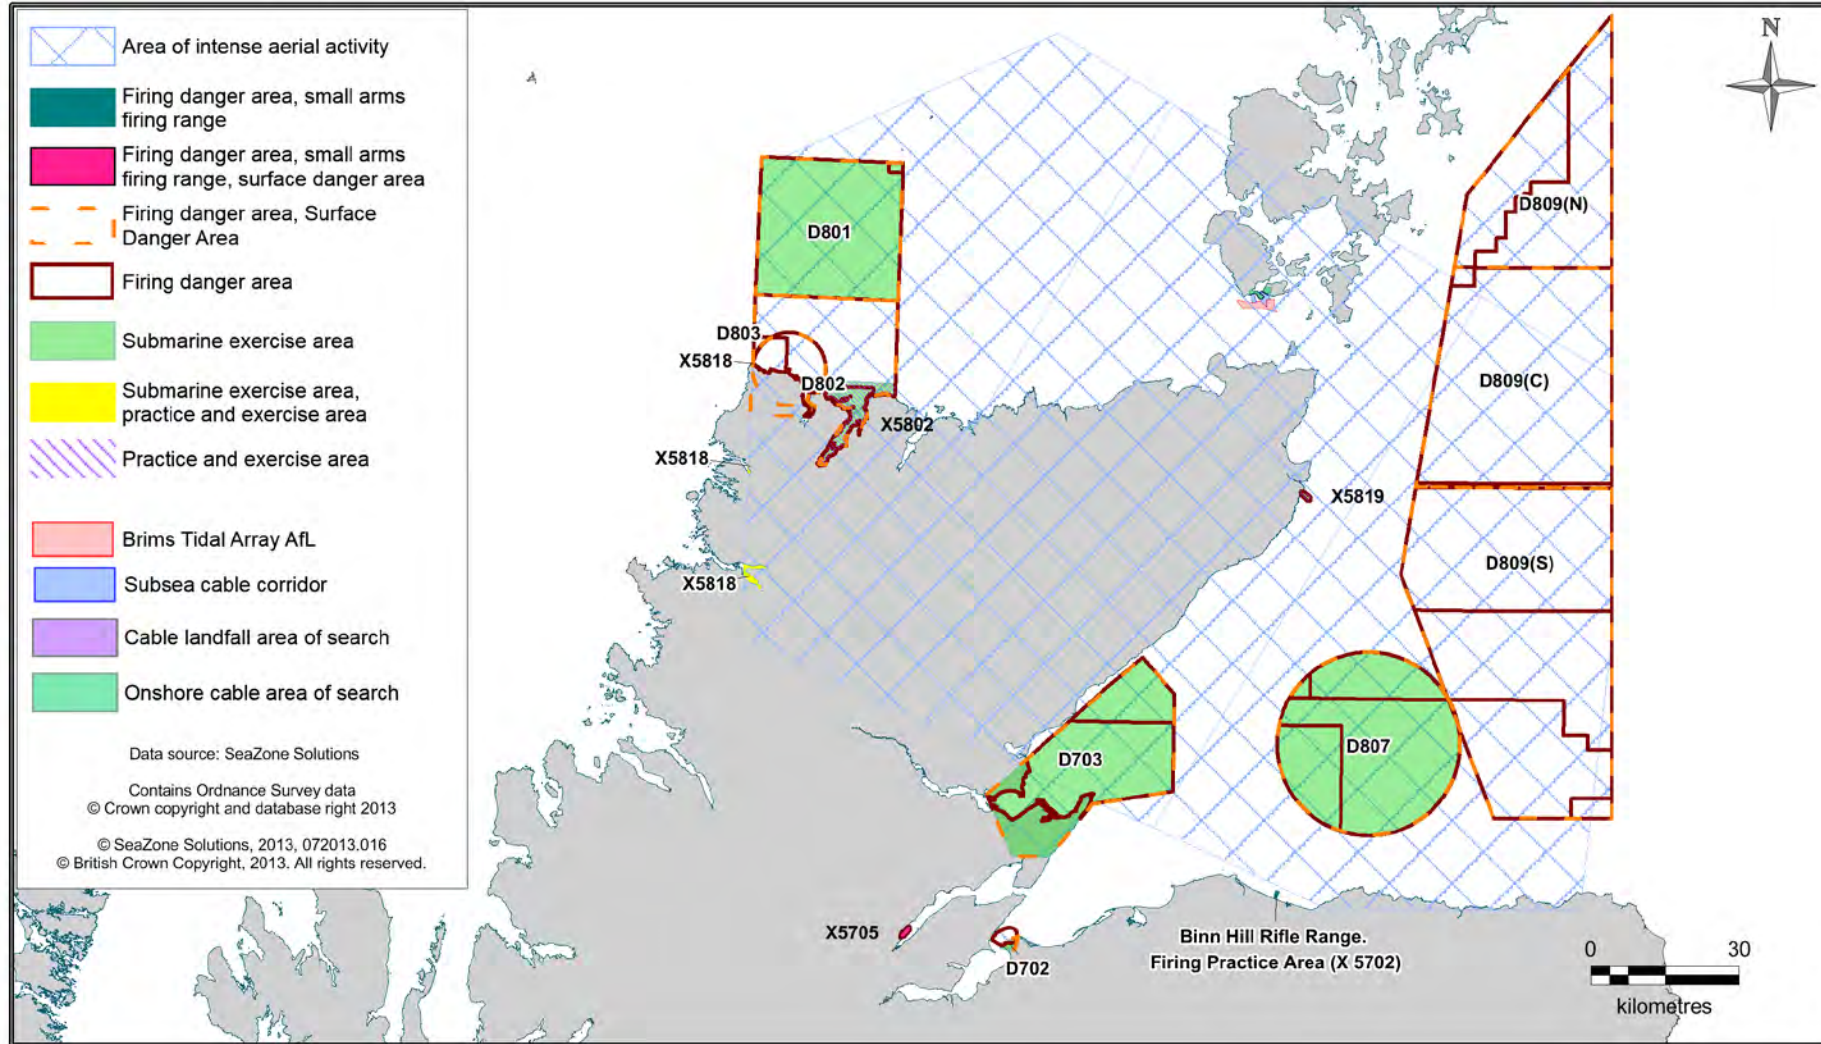 Area of intense aerial activity
Firing danger area, small arms
firing range
Firing danger area, small arms
firing range, surface danger area
Firing danger area, Surface
Danger Area
Firing danger area
Submarine exercise area
Submarine exercise area,
practice and exercise area
Practice and exercise area
Brims Tidal Array AfL
Subsea cable corridor
Cable landfall area of search
Onshore cable area of search
Data source: SeaZone Solutions
Contains Ordnance Survey data
© Crown copyright and database right 2013
© SeaZone Solutions, 2013, 072013.016
© British Crown Copyright, 2013. All rights reserved.
N
D801
D809(N)
D803
X5818
D802
D809(C)
X5802
X5818
X5819
D809(S)
X5818
D703
D807
X5705
D702
Binn Hill Rifle Range.
Firing Practice Area (X 5702)
0 30
kilometres